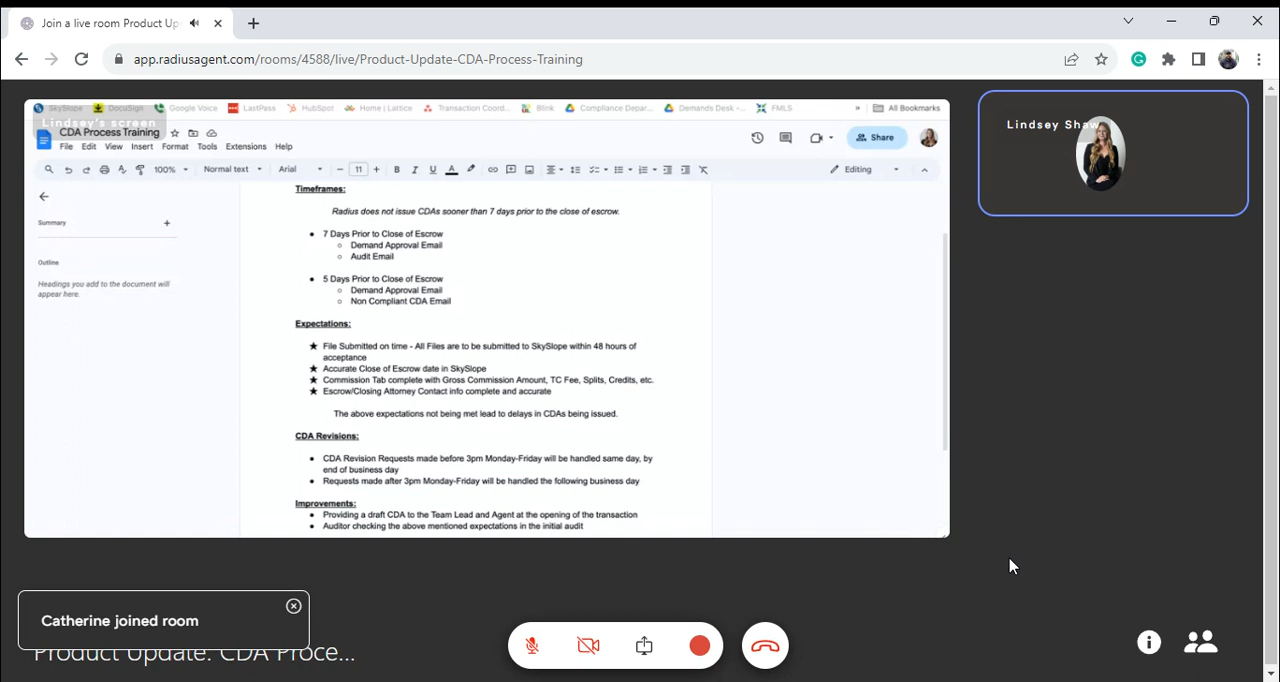 Join a live room Product Up
app.radiusagent.com/rooms/4588/live/Product-Update-CDA-Process-Training
SkySlope DocuSign Google Voice LastPass HubSpot Home | Lattice Transaction Coord... Blink Compliance Depar... Demands Desk -... FMLS » All Bookmarks
Lindsey's screen
CDA Process Training
Share
File Edit View Insert Format Tools Extensions Help
100% Normal text Arial 11 Editing
Summary
Outline
Headings you add to the document will
appear here.
Timeframes:
Radius does not issue CDAs sooner than 7 days prior to the close of escrow.
7 Days Prior to Close of Escrow
Demand Approval Email
Audit Email
5 Days Prior to Close of Escrow
Demand Approval Email
Non Compliant CDA Email
Expectations:
File Submitted on time - All Files are to be submitted to SkySlope within 48 hours of
acceptance
Accurate Close of Escrow date in SkySlope
Commission Tab complete with Gross Commission Amount, TC Fee, Splits, Credits, etc.
Escrow/Closing Attorney Contact info complete and accurate
The above expectations not being met lead to delays in CDAs being issued.
CDA Revisions:
CDA Revision Requests made before 3pm Monday-Friday will be handled same day, by
end of business day
Requests made after 3pm Monday-Friday will be handled the following business day
Improvements:
Providing a draft CDA to the Team Lead and Agent at the opening of the transaction
Auditor checking the above mentioned expectations in the initial audit
Lindsey Shaw
Catherine joined room
Product Update: CDA Proce...